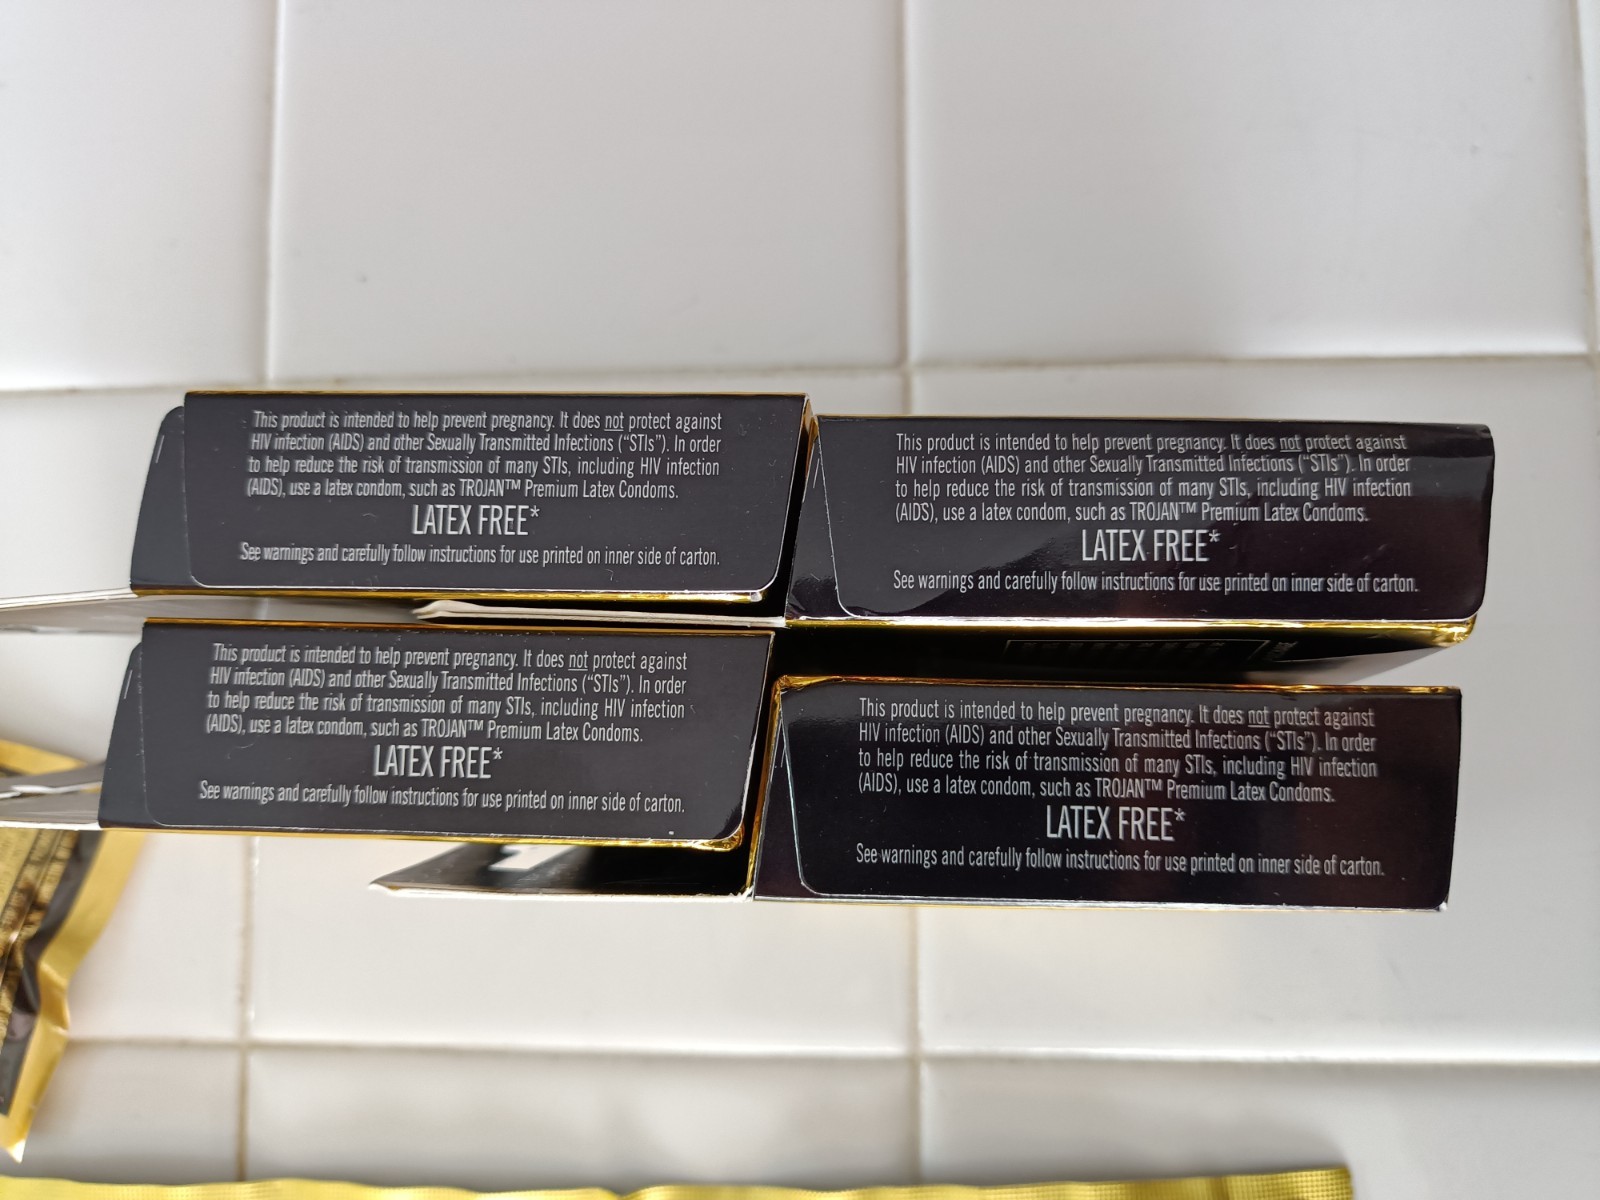 This product is intended to help prevent pregnancy. It does not protect against
HIV infection (AIDS) and other Sexually Transmitted Infections (“STIs”). In order
to help reduce the risk of transmission of many STIs, including HIV infection
(AIDS), use a latex condom, such as TROJAN™ Premium Latex Condoms.
LATEX FREE*
See warnings and carefully follow instructions for use printed on inner side of carton.
This product is intended to help prevent pregnancy. It does not protect against
HIV infection (AIDS) and other Sexually Transmitted Infections (“STIs”). In order
to help reduce the risk of transmission of many STIs, including HIV infection
(AIDS), use a latex condom, such as TROJAN™ Premium Latex Condoms.
LATEX FREE*
See warnings and carefully follow instructions for use printed on inner side of carton.
This product is intended to help prevent pregnancy. It does not protect against
HIV infection (AIDS) and other Sexually Transmitted Infections (“STIs”). In order
to help reduce the risk of transmission of many STIs, including HIV infection
(AIDS), use a latex condom, such as TROJAN™ Premium Latex Condoms.
LATEX FREE*
See warnings and carefully follow instructions for use printed on inner side of carton.
This product is intended to help prevent pregnancy. It does not protect against
HIV infection (AIDS) and other Sexually Transmitted Infections (“STIs”). In order
to help reduce the risk of transmission of many STIs, including HIV infection
(AIDS), use a latex condom, such as TROJAN™ Premium Latex Condoms.
LATEX FREE*
See warnings and carefully follow instructions for use printed on inner side of carton.